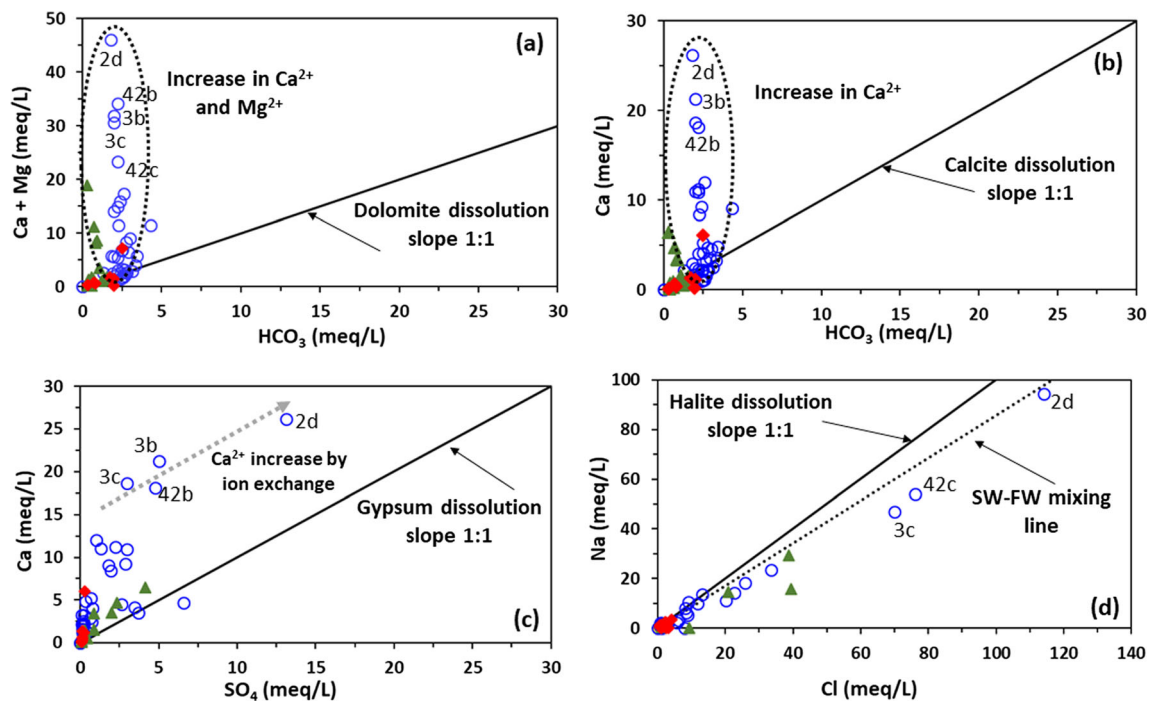 (a)
50
40
30
20
10
0
Ca + Mg (meq/L)
2d
42b
3b
3c
42c
Increase in Ca²⁺
and Mg²⁺
Dolomite dissolution
slope 1:1
0 5 10 15 20 25 30
HCO₃ (meq/L)
(b)
30
20
10
0
Ca (meq/L)
2d
3b
42b
Increase in Ca²⁺
Calcite dissolution
slope 1:1
0 5 10 15 20 25 30
HCO₃ (meq/L)
30
25
20
15
10
5
0
Ca (meq/L)
2d
3b
3c
42b
Ca²⁺ increase by
ion exchange
Gypsum dissolution
slope 1:1
(c)
0 5 10 15 20 25 30
SO₄ (meq/L)
100
80
60
40
20
0
Na (meq/L)
Halite dissolution
slope 1:1
2d
42c
3c
SW-FW mixing
line
(d)
0 20 40 60 80 100 120 140
Cl (meq/L)